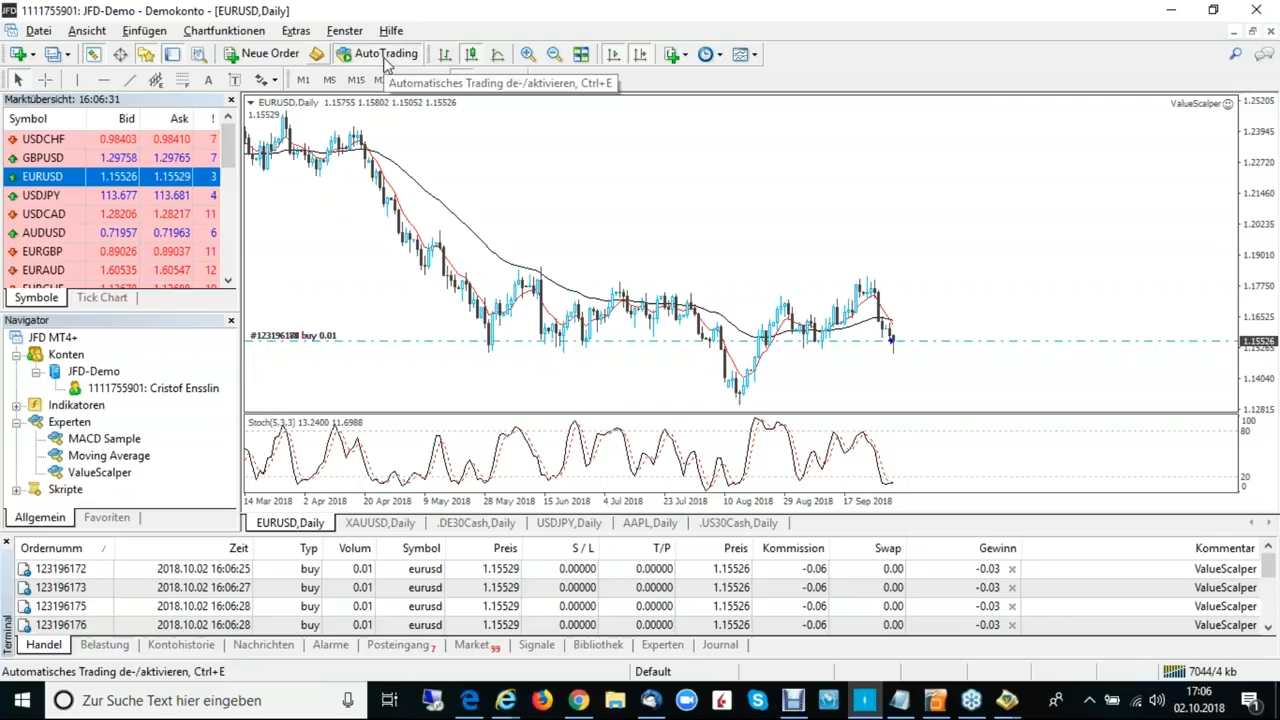 1111755901: JFD-Demo - Demokonto - [EURUSD,Daily]
Datei Ansicht Einfügen Chartfunktionen Extras Fenster Hilfe
New Order AutoTrading
A T M1 M5 M15
Automatisches Trading de-/aktivieren, Ctrl+E
Marktübersicht: 16:06:31
Symbol Bid Ask !
USDCHF 0.98403 0.98410 7
GBPUSD 1.29758 1.29765 7
EURUSD 1.15526 1.15529 3
USDJPY 113.677 113.681 4
USDCAD 1.28206 1.28217 11
AUDUSD 0.71957 0.71963 6
EURGBP 0.89026 0.89037 11
EURAUD 1.60535 1.60547 12
Symbole Tick Chart
Navigator
JFD MT4+
Konten
JFD-Demo
1111755901: Cristof Ensslin
Indikatoren
Experten
MACD Sample
Moving Average
ValueScalper
Skripte
Allgemein Favoriten
EURUSD,Daily 1.15755 1.15802 1.15052 1.15526
1.15529
ValueScalper
buy 0.01
1.25205
1.23945
1.22720
1.21460
1.20235
1.19010
1.17750
1.16525
1.15526
1.15265
1.14040
1.12815
Stoch(5,3,3) 13.2400 11.6988
100
80
20
0
14 Mar 2018 2 Apr 2018 20 Apr 2018 9 May 2018 28 May 2018 15 Jun 2018 4 Jul 2018 23 Jul 2018 10 Aug 2018 29 Aug 2018 17 Sep 2018
EURUSD,Daily XAUUSD,Daily .DE30Cash,Daily USDJPY,Daily AAPL,Daily .US30Cash,Daily
Ordernumm / Zeit Typ Volum Symbol Preis S / L T/P Preis Kommission Swap Gewinn Kommentar
123196172 2018.10.02 16:06:25 buy 0.01 eurusd 1.15529 0.00000 0.00000 1.15526 -0.06 0.00 -0.03 ValueScalper
123196173 2018.10.02 16:06:27 buy 0.01 eurusd 1.15529 0.00000 0.00000 1.15526 -0.06 0.00 -0.03 ValueScalper
123196175 2018.10.02 16:06:28 buy 0.01 eurusd 1.15529 0.00000 0.00000 1.15526 -0.06 0.00 -0.03 ValueScalper
123196176 2018.10.02 16:06:28 buy 0.01 eurusd 1.15529 0.00000 0.00000 1.15526 -0.06 0.00 -0.03 ValueScalper
Terminal
Handel Belastung Kontohistorie Nachrichten Alarme Posteingang 7 Market 99 Signale Bibliothek Experten Journal
Automatisches Trading de-/aktivieren, Ctrl+E Default 7044/4 kb
Zur Suche Text hier eingeben
17:06
02.10.2018